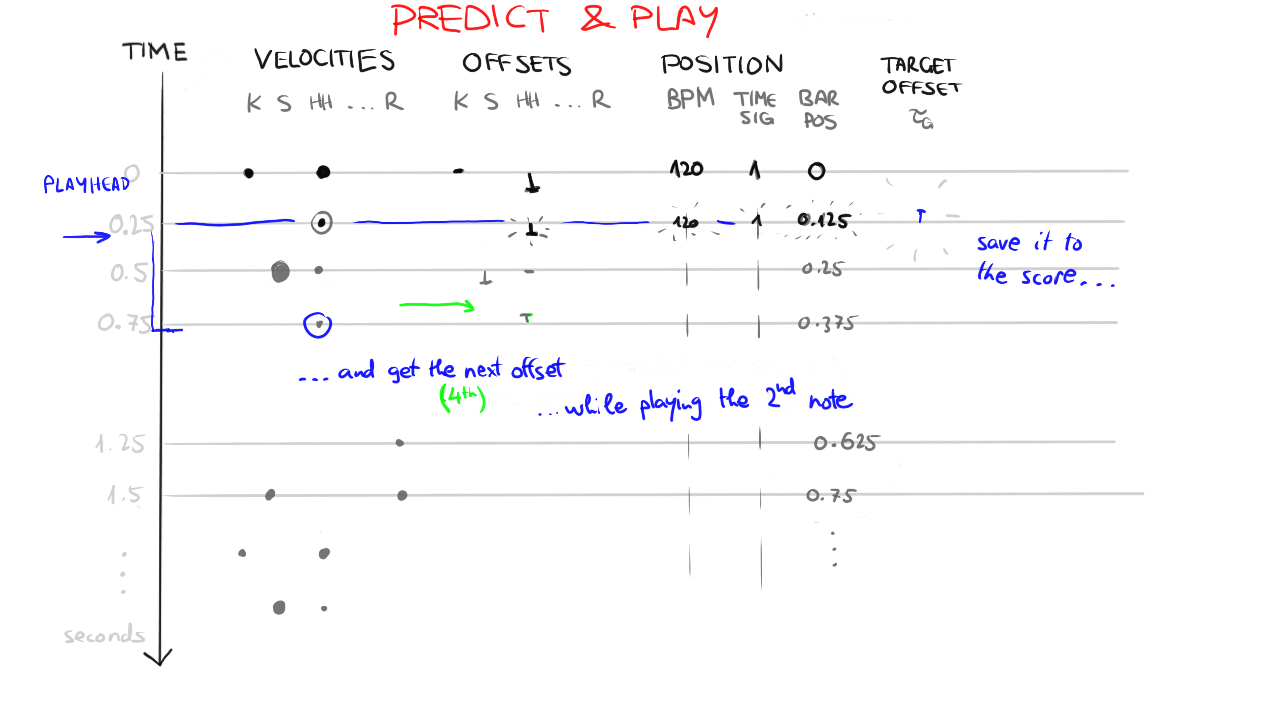 PREDICT & PLAY
TIME VELOCITIES OFFSETS POSITION TARGET OFFSET
K S HH ... R K S HH ... R BPM TIME SIG BAR POS τG
0 120 1 0
PLAYHEAD
0.25 120 1 0.125
save it to
the score...
0.5 0.25
0.75 0.375
... and get the next offset
(4th)
...while playing the 2nd note
1.25 0.625
1.5 0.75
seconds